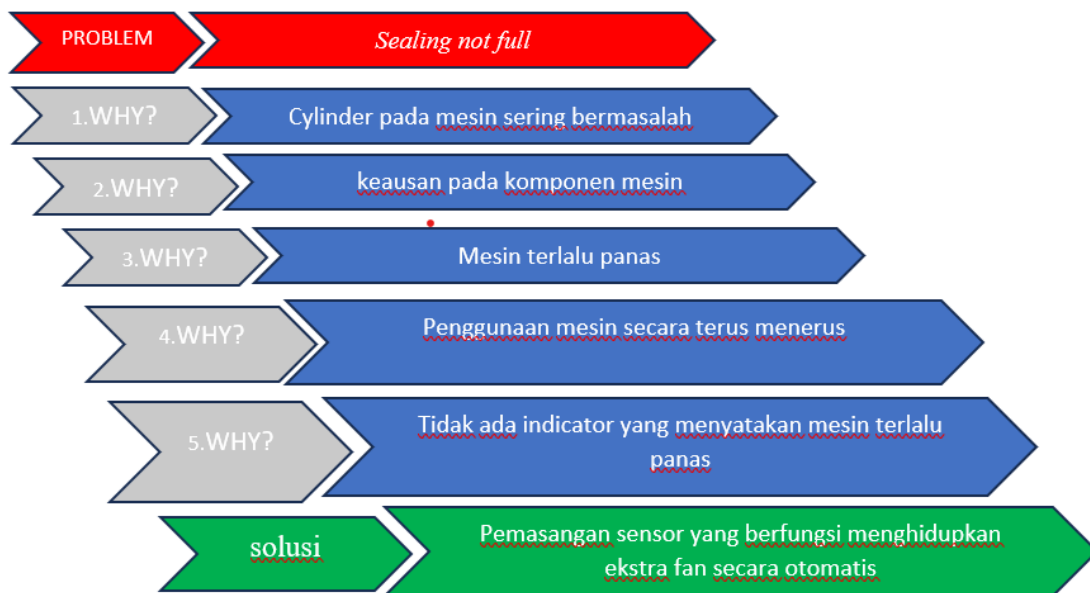 PROBLEM
Sealing not full
1.WHY?
Cylinder pada mesin sering bermasalah
2.WHY?
keausan pada komponen mesin
3.WHY?
Mesin terlalu panas
4.WHY?
Penggunaan mesin secara terus menerus
5.WHY?
Tidak ada indicator yang menyatakan mesin terlalu
panas
solusi
Pemasangan sensor yang berfungsi menghidupkan
ekstra fan secara otomatis